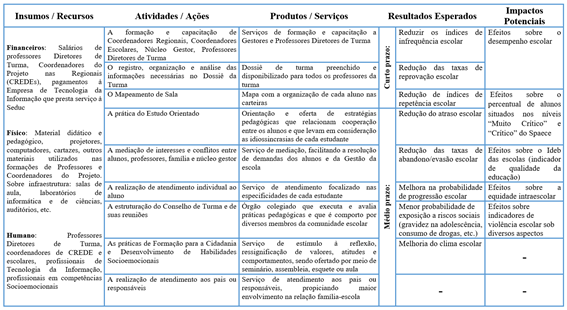 Insumos / Recursos
Atividades / Ações
Produtos / Serviços
Resultados Esperados
Impactos
Potenciais
Financeiros: Salários de
professores Diretores de
Turma, Coordenadores do
Projeto nas Regionais
(CREDEs), pagamentos à
Empresa de Tecnologia da
Informação que presta serviço à
Seduc
Físico: Material didático e
pedagógico, projetores,
computadores, cartazes, outros
materiais utilizados nas
formações de Professores e
Coordenadores do Projeto.
Sobre infraestrutura: salas de
aula, laboratórios de
informática e de ciências,
auditórios, etc.
Humano: Professores
Diretores de Turma,
coordenadores de CREDE e
escolares, profissionais de
Tecnologia da Informação,
profissionais em competências
Socioemocionais
A formação e capacitação de
Coordenadores Regionais, Coordenadores
Escolares, Núcleo Gestor, Professores
Diretores de Turma
Serviços de formação e capacitação a
Gestores e Professores Diretores de Turma
O registro, organização e análise das
informações necessárias no Dossiê da
Turma
Dossiê de turma preenchido e
disponibilizado para todos os professores da
turma
O Mapeamento de Sala
Mapa com a organização de cada aluno nas
carteiras
A prática do Estudo Orientado
Orientação e oferta de estratégias
pedagógicas que relacionam cooperação
entre os alunos e que levam em consideração
as idiossincrasias de cada estudante
A mediação de interesses e conflitos entre
alunos, professores, família e núcleo gestor
Serviço de mediação, facilitando a resolução
de demandas dos alunos e da Gestão da
Escola
A realização de atendimento individual ao
aluno
Serviço de atendimento focalizado nas
especificidades de cada estudante
A estruturação do Conselho de Turma e de
suas reuniões
Órgão colegiado que executa e avalia
práticas pedagógicas e que é comporto por
diversos membros da comunidade escolar
As práticas de Formação para a Cidadania
e Desenvolvimento de Habilidades
Socioemocionais
Serviço de estímulo à reflexão,
ressignificação de valores, atitudes e
comportamentos, sendo ofertado por meio de
seminário, assembleia, esquete ou aula
A realização de atendimento aos pais ou
responsáveis
Serviço de atendimento aos pais ou
responsáveis, propiciando maior
envolvimento na relação família-escola
Curto prazo:
Médio prazo:
Reduzir os índices de
infrequência escolar
Efeitos sobre o
desempenho escolar
Redução das taxas de
reprovação escolar
Redução de índices de
repetência escolar
Redução do atraso escolar
Efeitos sobre o
percentual de alunos
situados nos níveis
“Muito Crítico” e
“Crítico” do Spaece
Redução das taxas de
abandono/evasão escolar
Efeitos sobre o Ideb
das escolas (indicador
de qualidade da
educação)
Melhora na probabilidade
de progressão escolar
Efeitos sobre a
equidade intraescolar
Menor probabilidade de
exposição a riscos sociais
(gravidez na adolescência,
consumo de drogas, etc.)
Efeitos sobre
indicadores de
violência escolar sob
diversos aspectos
Melhoria do clima escolar
-
-
-